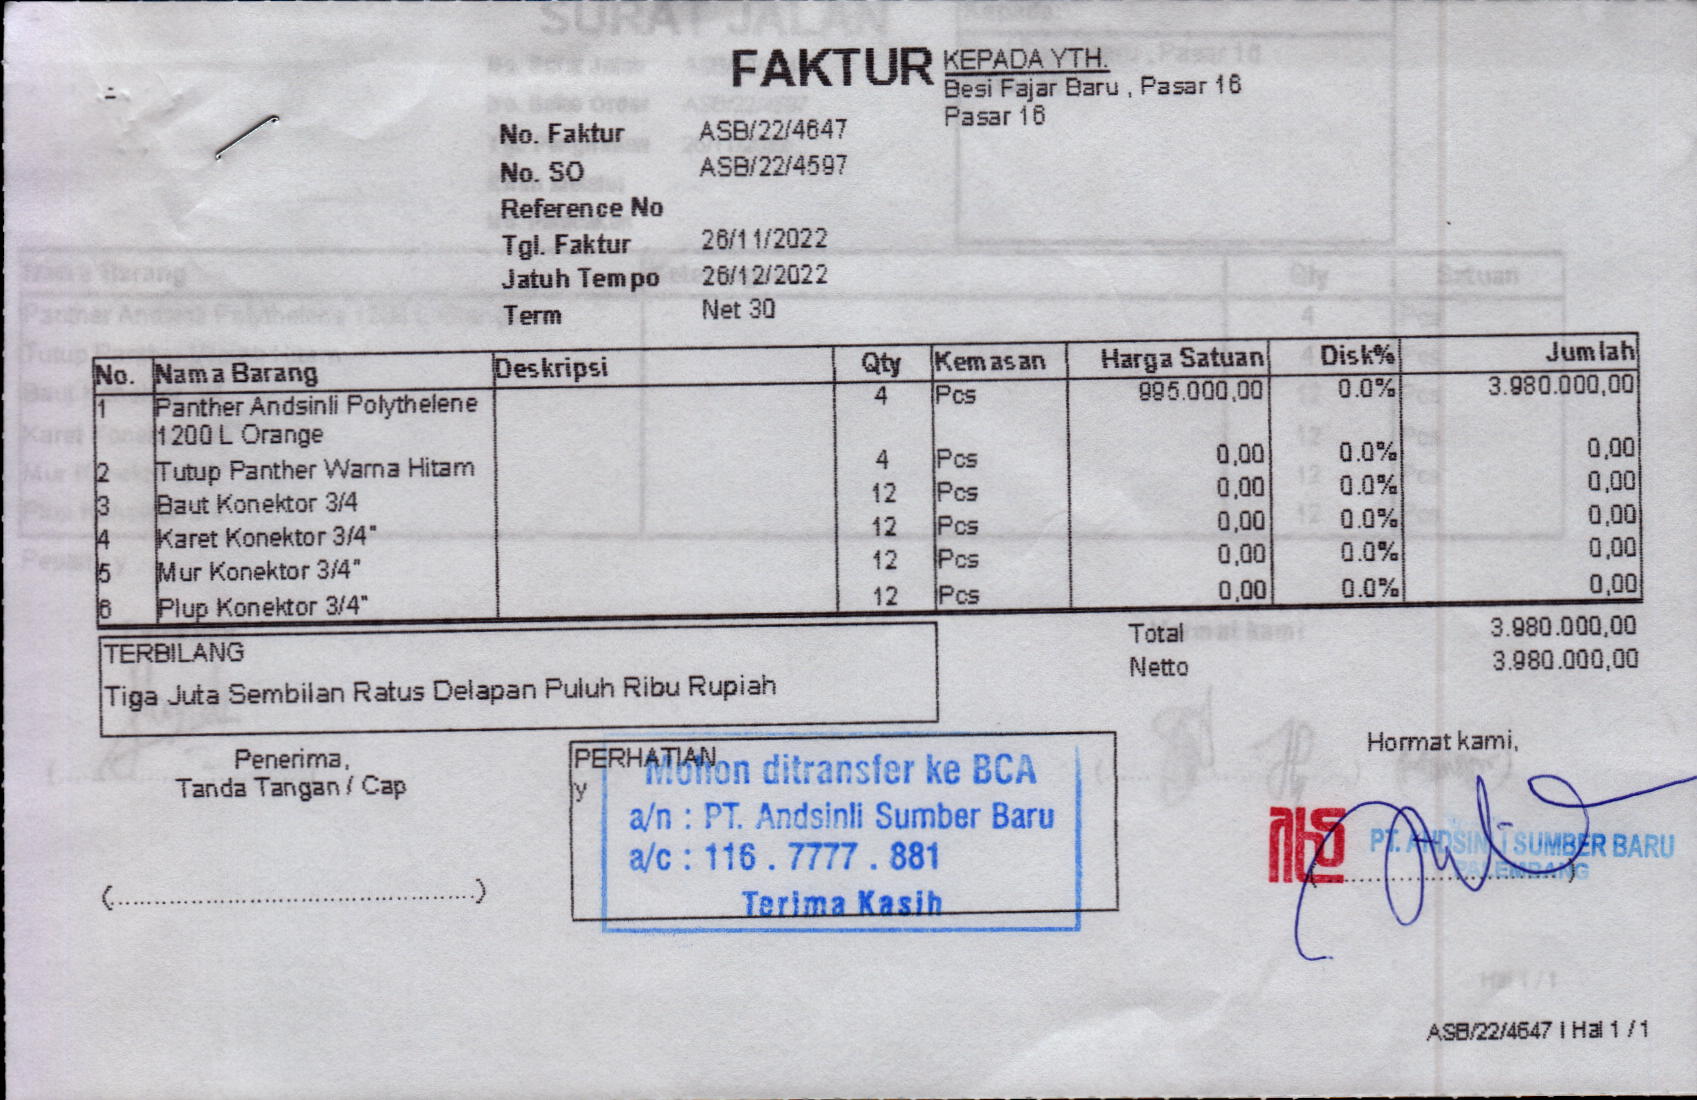 FAKTUR
KEPADA YTH.
Besi Fajar Baru , Pasar 16
Pasar 16
No. Faktur ASB/22/4647
No. SO ASB/22/4597
Reference No
Tgl. Faktur 26/11/2022
Jatuh Tempo 26/12/2022
Term Net 30
No. Nama Barang Deskripsi Qty Kemasan Harga Satuan Disk% Jumlah
1 Panther Andsinli Polythelene 4 Pcs 995.000,00 0.0% 3.980.000,00
1200 L Orange
2 Tutup Panther Warna Hitam 4 Pcs 0,00 0.0% 0,00
3 Baut Konektor 3/4 12 Pcs 0,00 0.0% 0,00
4 Karet Konektor 3/4" 12 Pcs 0,00 0.0% 0,00
5 Mur Konektor 3/4" 12 Pcs 0,00 0.0% 0,00
6 Plup Konektor 3/4" 12 Pcs 0,00 0.0% 0,00
Total 3.980.000,00
Netto 3.980.000,00
TERBILANG
Tiga Juta Sembilan Ratus Delapan Puluh Ribu Rupiah
Penerima,
Tanda Tangan / Cap
(..............................................)
PERHATIAN
y
Mohon ditransfer ke BCA
a/n : PT. Andsinli Sumber Baru
a/c : 116 . 7777 . 881
Terima Kasih
Hormat kami,
PT. ANDSINLI SUMBER BARU
PALEMBANG
ASB/22/4647 | Hal 1 / 1